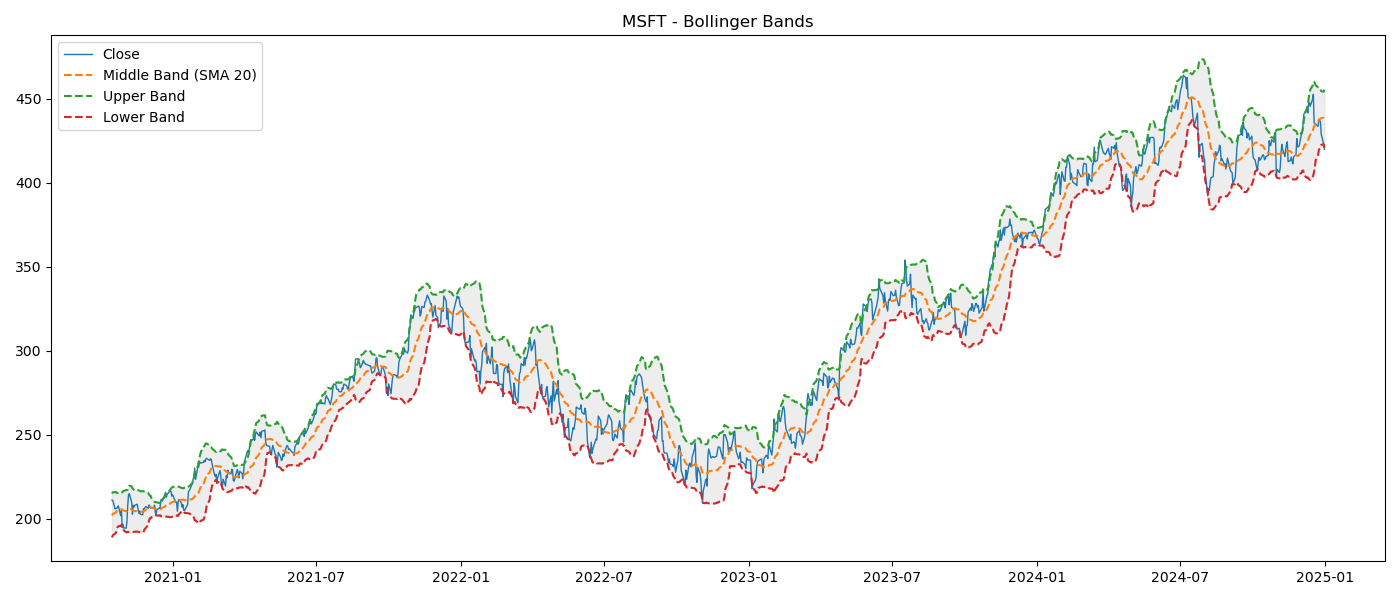 MSFT - Bollinger Bands
Close
Middle Band (SMA 20)
Upper Band
Lower Band
450
400
350
300
250
200
2021-01 2021-07 2022-01 2022-07 2023-01 2023-07 2024-01 2024-07 2025-01